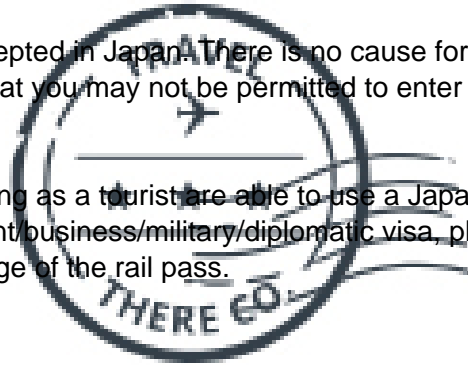 epted in Japan. There is no cause for
at you may not be permitted to enter
ng as a tourist are able to use a Japa
nt/business/military/diplomatic visa, pl
ge of the rail pass.
TRAVEL
THERE CO.